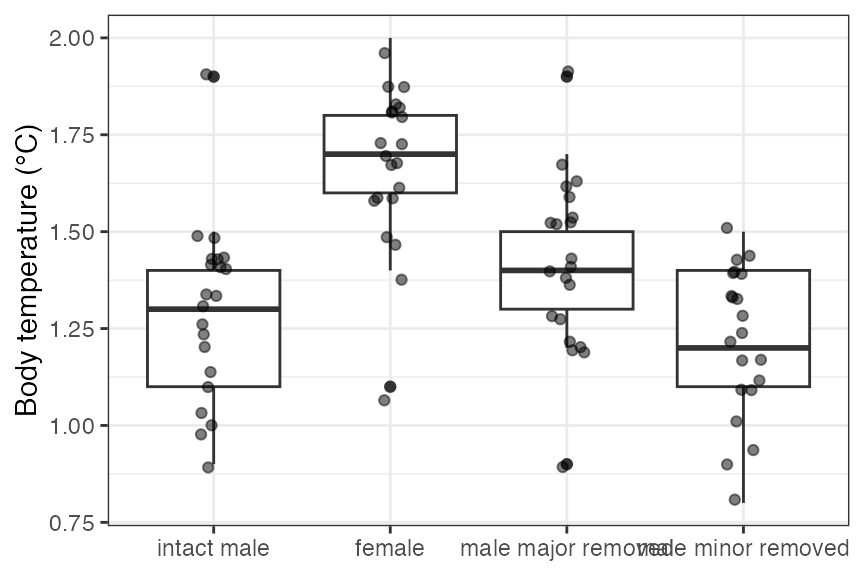 Body temperature (°C)
2.00
1.75
1.50
1.25
1.00
0.75
intact male
female
male major removed
male minor removed